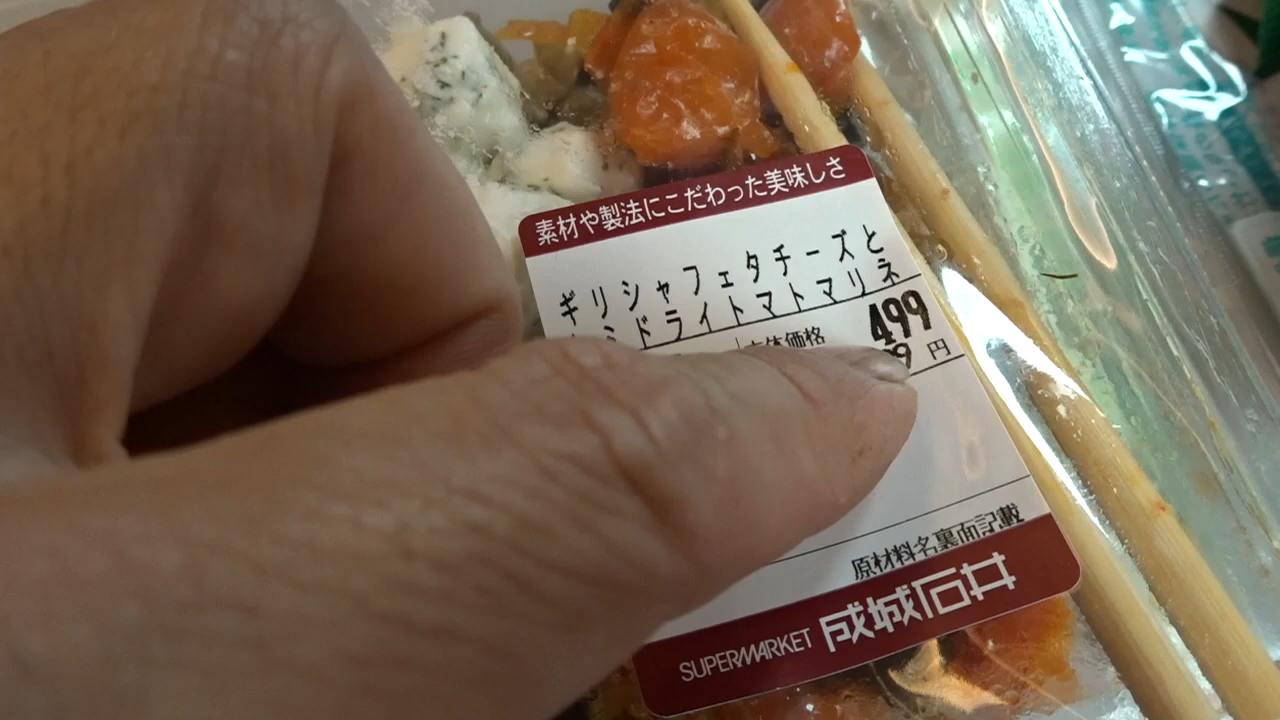 素材や製法にこだわった美味しさ
ギリシャフェタチーズと
ミドライトマトマリネ
本体価格 499
円
原材料名裏面記載
SUPERMARKET 成城石井